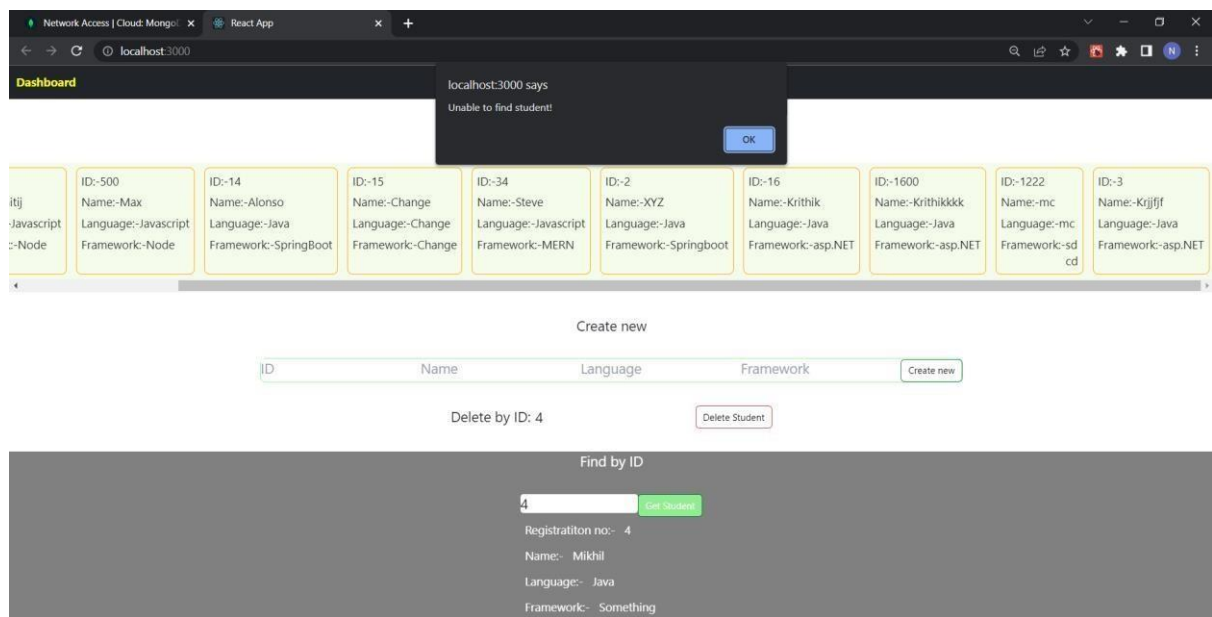 Network Access | Cloud: Mongo
React App
localhost:3000
N
Dashboard
localhost:3000 says
Unable to find student!
OK
itij
Javascript
:-Node
ID:-500
Name:-Max
Language:-Javascript
Framework:-Node
ID:-14
Name:-Alonso
Language:-Java
Framework:-SpringBoot
ID:-15
Name:-Change
Language:-Change
Framework:-Change
ID:-34
Name:-Steve
Language:-Javascript
Framework:-MERN
ID:-2
Name:-XYZ
Language:-Java
Framework:-Springboot
ID:-16
Name:-Krithik
Language:-Java
Framework:-asp.NET
ID:-1600
Name:-Krithikkkk
Language:-Java
Framework:-asp.NET
ID:-1222
Name:-mc
Language:-mc
Framework:-sd
cd
ID:-3
Name:-Krjjfjf
Language:-Java
Framework:-asp.NET
Create new
ID Name Language Framework Create new
Delete by ID: 4 Delete Student
Find by ID
4 Get Student
Registratiton no:- 4
Name:- Mikhil
Language:- Java
Framework:- Something